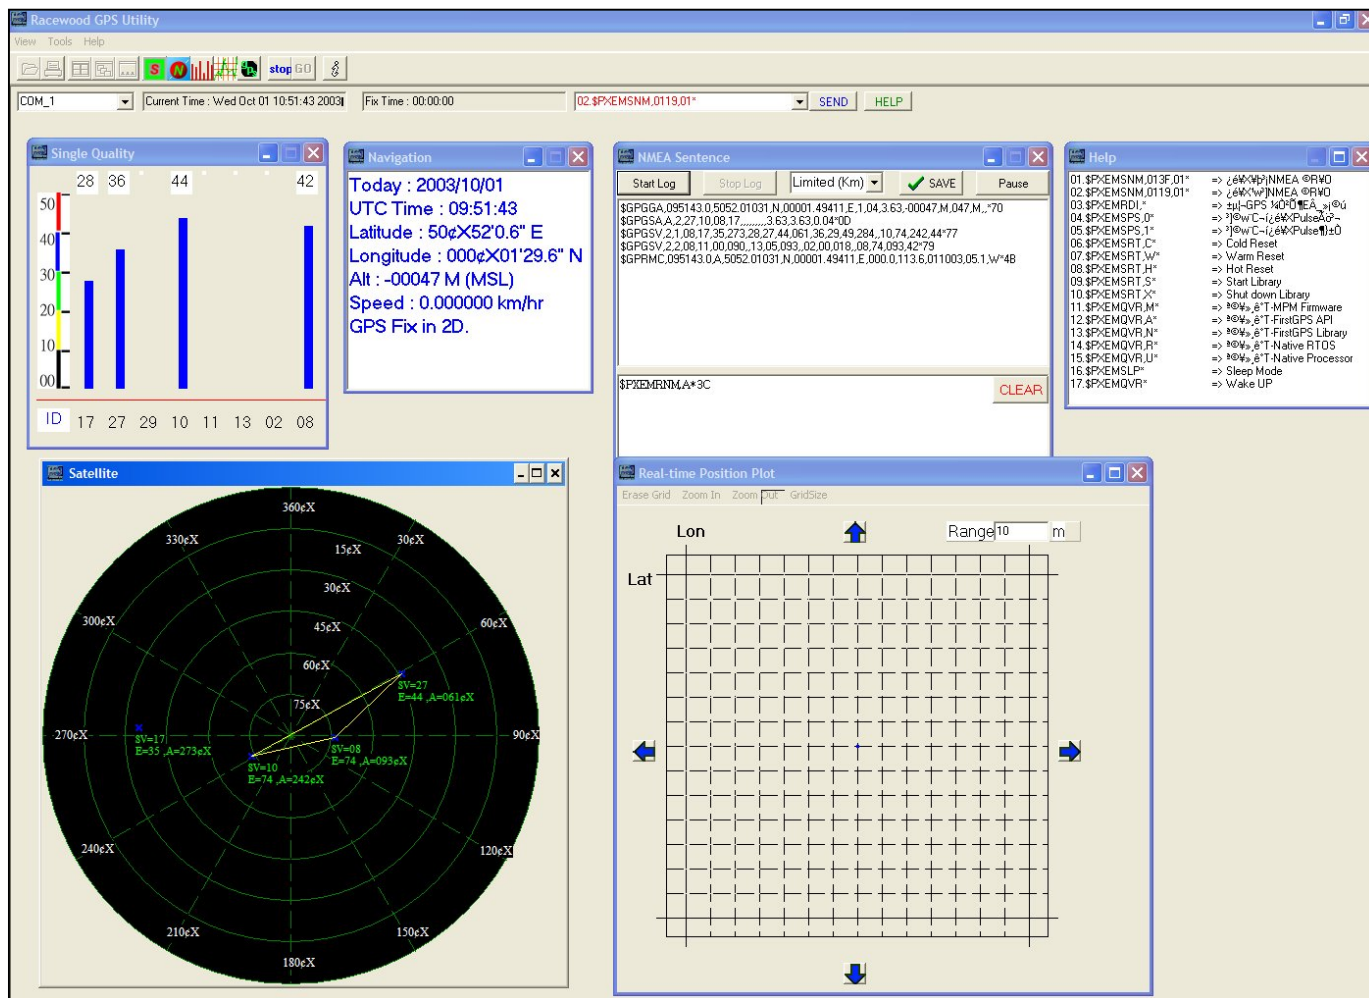 Racewood GPS Utility
View Tools Help
S N stop GO
COM_1 Current Time : Wed Oct 01 10:51:43 2003 Fix Time : 00:00:00 02.$PXEMSNM,0119,01* SEND HELP
Single Quality
28 36 44 42
50
40
30
20
10
00
ID 17 27 29 10 11 13 02 08
Navigation
Today : 2003/10/01
UTC Time : 09:51:43
Latitude : 50¢X52'0.6" E
Longitude : 000¢X01'29.6" N
Alt : -00047 M (MSL)
Speed : 0.000000 km/hr
GPS Fix in 2D.
NMEA Sentence
Start Log Stop Log Limited (Km) SAVE Pause
$GPGGA,095143.0,5052.01031,N,00001.49411,E,1,04,3.63,-00047,M,047,M,,*70
$GPGSA,A,2,27,10,08,17,,,,,,,,,3.63,3.63,0.04*0D
$GPGSV,2,1,08,17,35,273,28,27,44,061,36,29,49,284,,10,74,242,44*77
$GPGSV,2,2,08,11,00,090,,13,05,093,,02,00,018,,08,74,093,42*79
$GPRMC,095143.0,A,5052.01031,N,00001.49411,E,000.0,113.6,011003,05.1,W*4B
$PXEMRNM,A*3C
CLEAR
Help
01.$PXEMSNM,013F,01*
02.$PXEMSNM,0119,01*
03.$PXEMRDI,*
04.$PXEMSPS,0*
05.$PXEMSPS,1*
06.$PXEMSRT,C* => Cold Reset
07.$PXEMSRT,W* => Warm Reset
08.$PXEMSRT,H* => Hot Reset
09.$PXEMSRT,S* => Start Library
10.$PXEMSRT,X* => Shut down Library
11.$PXEMQVR,M* => MPM Firmware
12.$PXEMQVR,A* => FirstGPS API
13.$PXEMQVR,N* => FirstGPS Library
14.$PXEMQVR,R* => Native RTOS
15.$PXEMQVR,U* => Native Processor
16.$PXEMSLP* => Sleep Mode
17.$PXEMQVR* => Wake UP
Satellite
360¢X
330¢X 30¢X
15¢X
30¢X
300¢X 45¢X 60¢X
60¢X
75¢X
270¢X 90¢X
SV=27
E=44 ,A=061¢X
SV=17
E=35 ,A=273¢X
SV=08
E=74 ,A=093¢X
SV=10
E=74 ,A=242¢X
240¢X 120¢X
210¢X 150¢X
180¢X
Real-time Position Plot
Erase Grid Zoom In Zoom Out GridSize
Lon Range 10 m
Lat